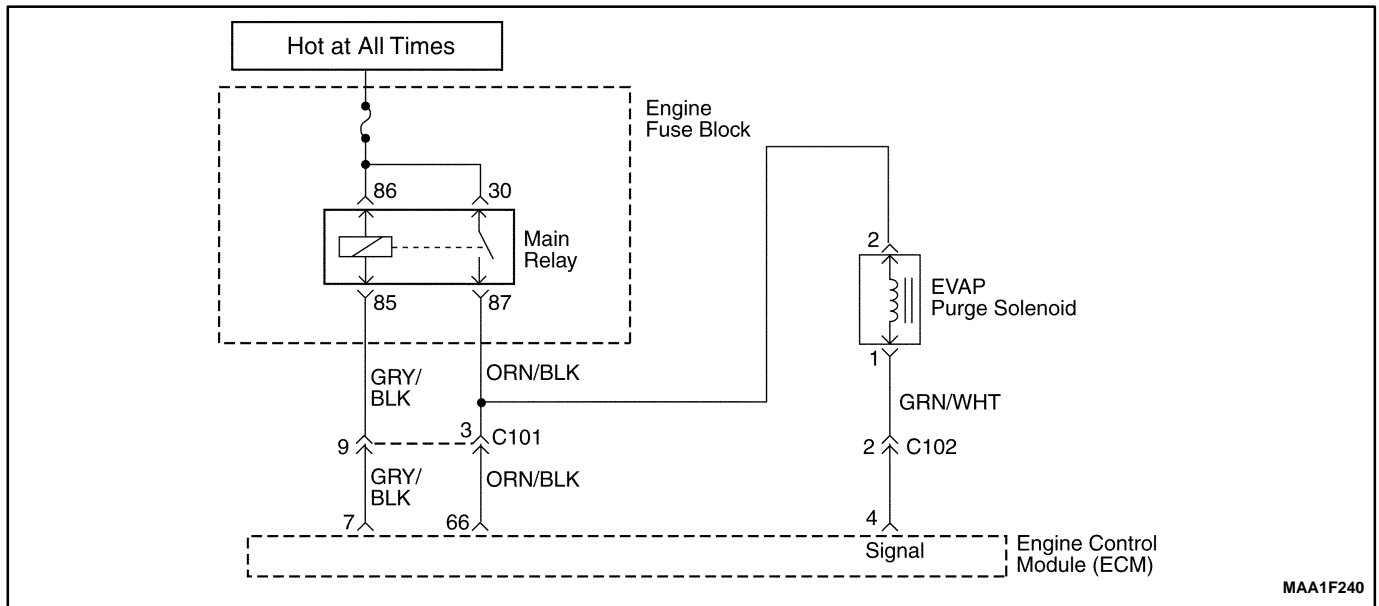 Hot at All Times
Engine
Fuse Block
86
30
Main
Relay
85
87
2
EVAP
Purge Solenoid
1
GRY/
BLK
ORN/BLK
GRN/WHT
9
3
C101
2
C102
GRY/
BLK
ORN/BLK
7
66
4
Signal
Engine Control
Module (ECM)
MAA1F240